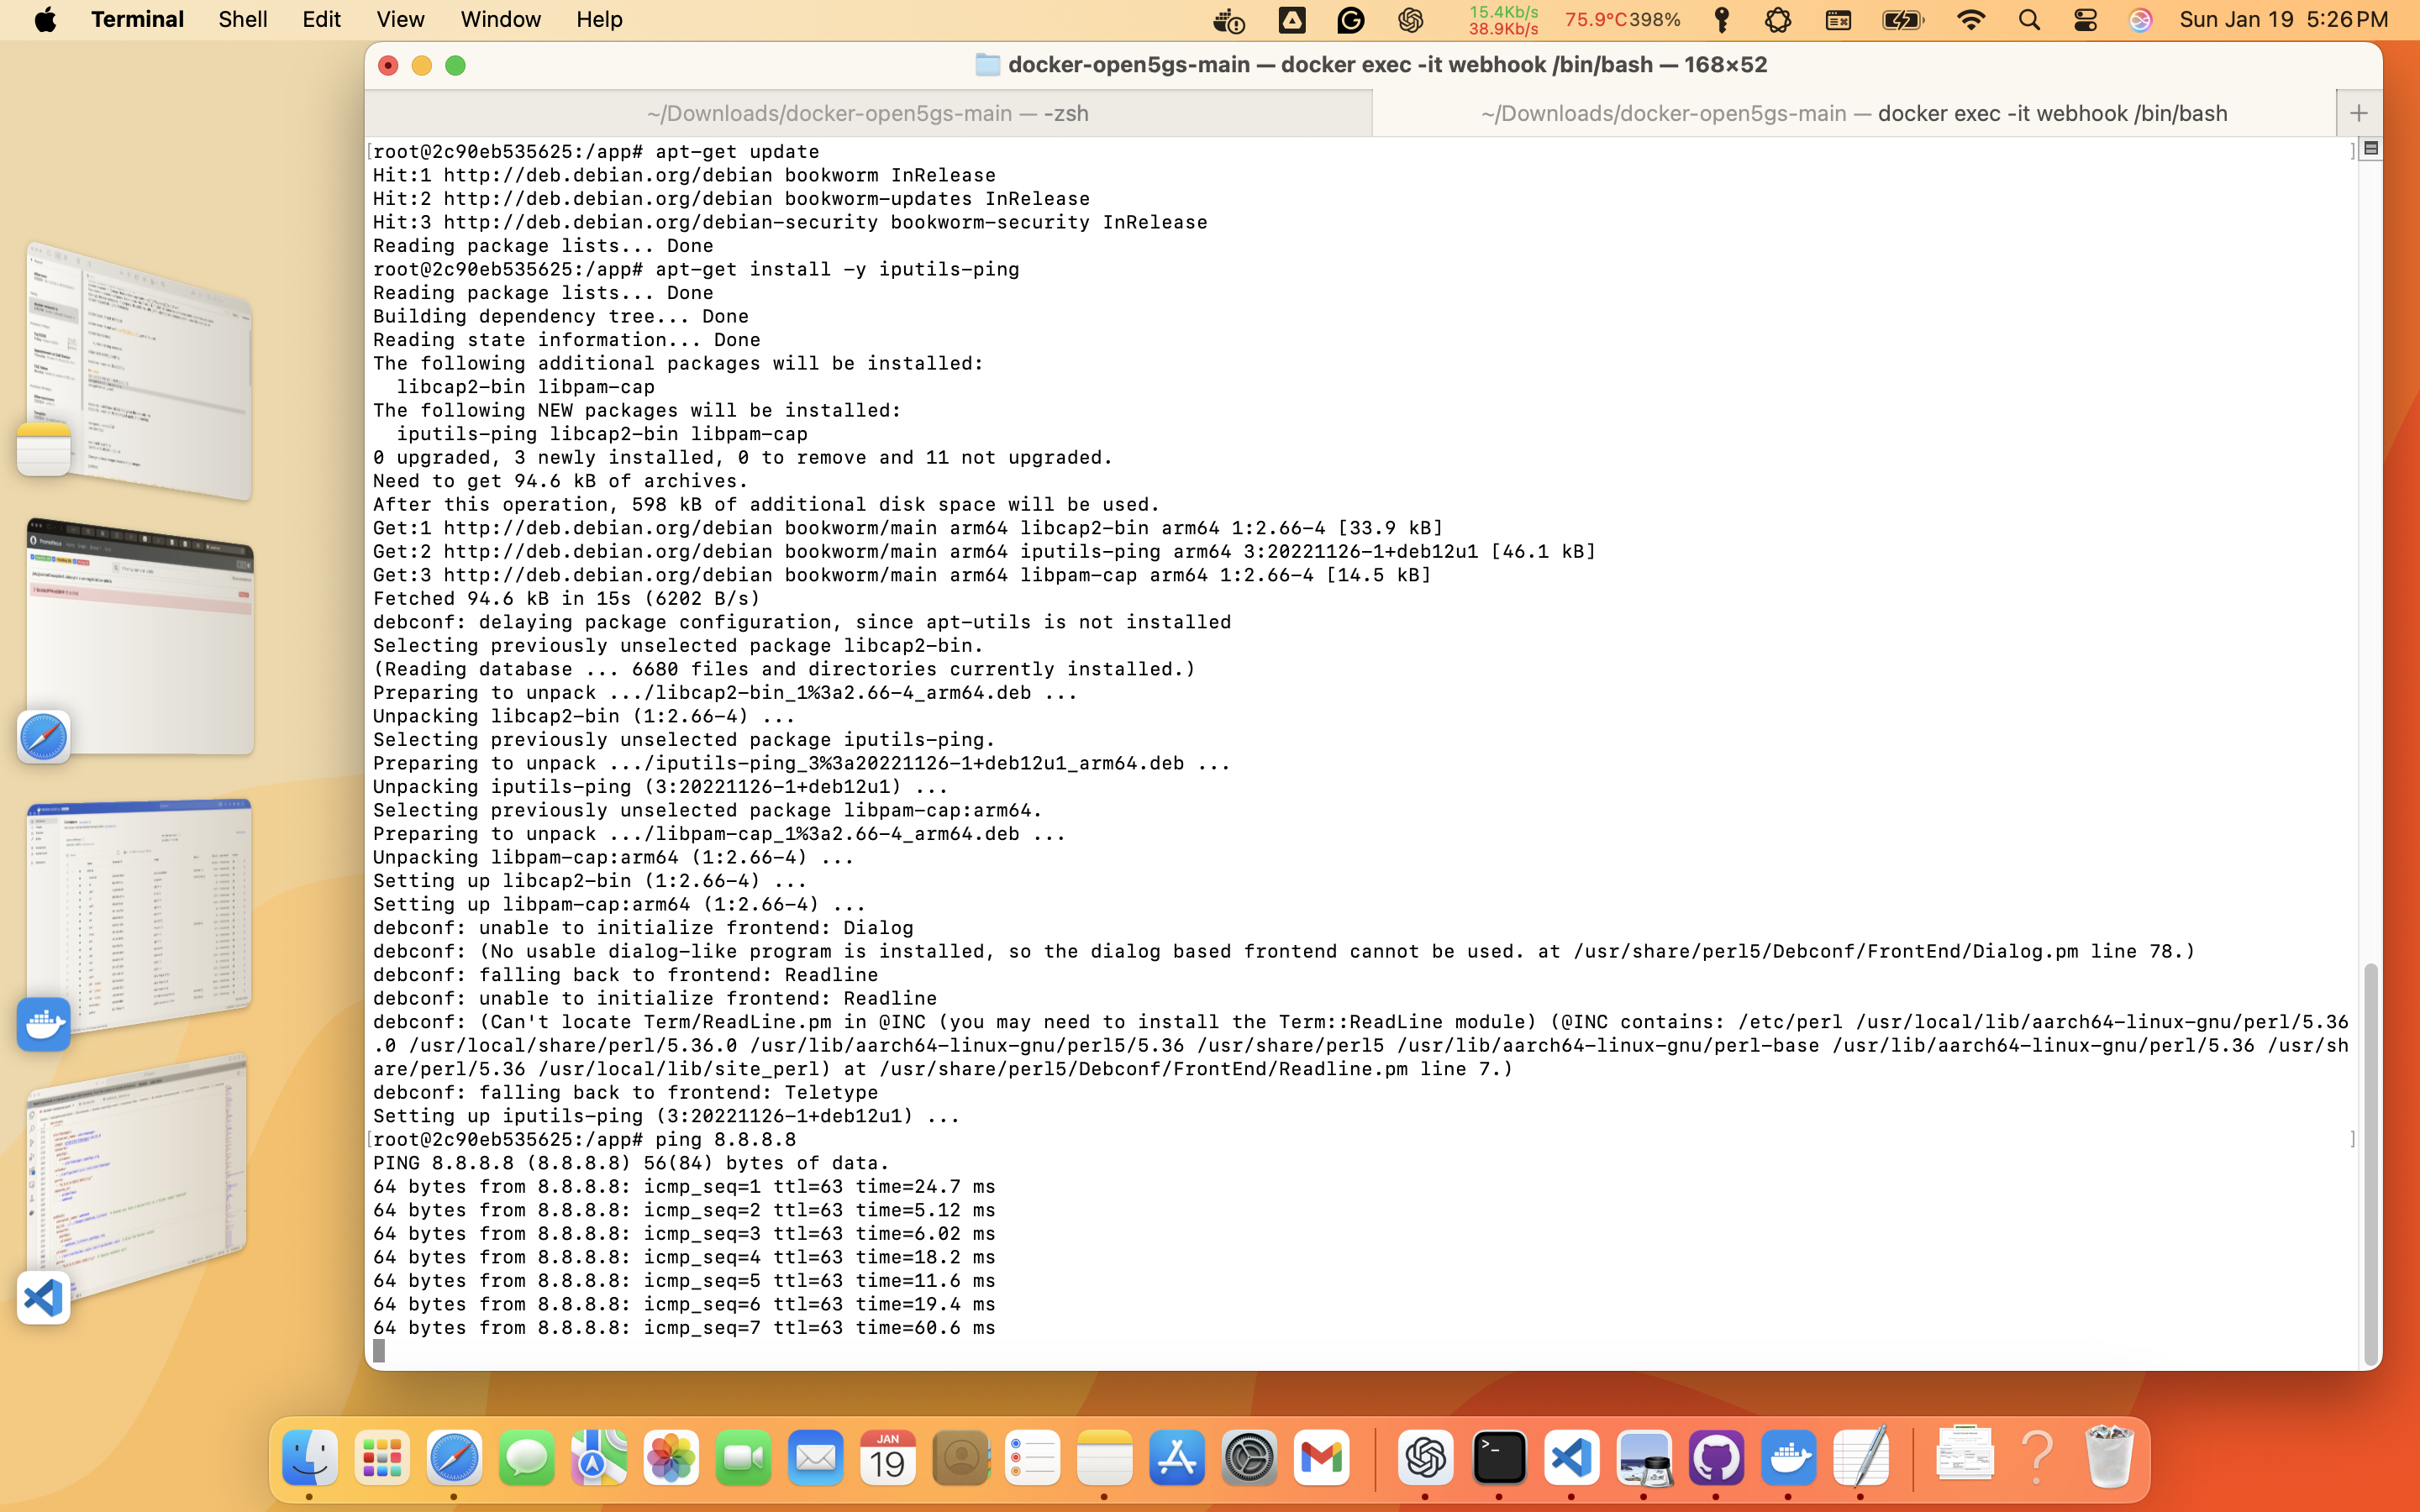 Terminal Shell Edit View Window Help
15.4Kb/s
38.9Kb/s
75.9°C 398%
Sun Jan 19 5:26 PM
docker-open5gs-main — docker exec -it webhook /bin/bash — 168×52
~/Downloads/docker-open5gs-main — -zsh
~/Downloads/docker-open5gs-main — docker exec -it webhook /bin/bash
+
[root@2c90eb535625:/app# apt-get update ]
Hit:1 http://deb.debian.org/debian bookworm InRelease
Hit:2 http://deb.debian.org/debian bookworm-updates InRelease
Hit:3 http://deb.debian.org/debian-security bookworm-security InRelease
Reading package lists... Done
root@2c90eb535625:/app# apt-get install -y iputils-ping
Reading package lists... Done
Building dependency tree... Done
Reading state information... Done
The following additional packages will be installed:
  libcap2-bin libpam-cap
The following NEW packages will be installed:
  iputils-ping libcap2-bin libpam-cap
0 upgraded, 3 newly installed, 0 to remove and 11 not upgraded.
Need to get 94.6 kB of archives.
After this operation, 598 kB of additional disk space will be used.
Get:1 http://deb.debian.org/debian bookworm/main arm64 libcap2-bin arm64 1:2.66-4 [33.9 kB]
Get:2 http://deb.debian.org/debian bookworm/main arm64 iputils-ping arm64 3:20221126-1+deb12u1 [46.1 kB]
Get:3 http://deb.debian.org/debian bookworm/main arm64 libpam-cap arm64 1:2.66-4 [14.5 kB]
Fetched 94.6 kB in 15s (6202 B/s)
debconf: delaying package configuration, since apt-utils is not installed
Selecting previously unselected package libcap2-bin.
(Reading database ... 6680 files and directories currently installed.)
Preparing to unpack .../libcap2-bin_1%3a2.66-4_arm64.deb ...
Unpacking libcap2-bin (1:2.66-4) ...
Selecting previously unselected package iputils-ping.
Preparing to unpack .../iputils-ping_3%3a20221126-1+deb12u1_arm64.deb ...
Unpacking iputils-ping (3:20221126-1+deb12u1) ...
Selecting previously unselected package libpam-cap:arm64.
Preparing to unpack .../libpam-cap_1%3a2.66-4_arm64.deb ...
Unpacking libpam-cap:arm64 (1:2.66-4) ...
Setting up libcap2-bin (1:2.66-4) ...
Setting up libpam-cap:arm64 (1:2.66-4) ...
debconf: unable to initialize frontend: Dialog
debconf: (No usable dialog-like program is installed, so the dialog based frontend cannot be used. at /usr/share/perl5/Debconf/FrontEnd/Dialog.pm line 78.)
debconf: falling back to frontend: Readline
debconf: unable to initialize frontend: Readline
debconf: (Can't locate Term/ReadLine.pm in @INC (you may need to install the Term::ReadLine module) (@INC contains: /etc/perl /usr/local/lib/aarch64-linux-gnu/perl/5.36
.0 /usr/local/share/perl/5.36.0 /usr/lib/aarch64-linux-gnu/perl5/5.36 /usr/share/perl5 /usr/lib/aarch64-linux-gnu/perl-base /usr/lib/aarch64-linux-gnu/perl/5.36 /usr/sh
are/perl/5.36 /usr/local/lib/site_perl) at /usr/share/perl5/Debconf/FrontEnd/Readline.pm line 7.)
debconf: falling back to frontend: Teletype
Setting up iputils-ping (3:20221126-1+deb12u1) ...
[root@2c90eb535625:/app# ping 8.8.8.8 ]
PING 8.8.8.8 (8.8.8.8) 56(84) bytes of data.
64 bytes from 8.8.8.8: icmp_seq=1 ttl=63 time=24.7 ms
64 bytes from 8.8.8.8: icmp_seq=2 ttl=63 time=5.12 ms
64 bytes from 8.8.8.8: icmp_seq=3 ttl=63 time=6.02 ms
64 bytes from 8.8.8.8: icmp_seq=4 ttl=63 time=18.2 ms
64 bytes from 8.8.8.8: icmp_seq=5 ttl=63 time=11.6 ms
64 bytes from 8.8.8.8: icmp_seq=6 ttl=63 time=19.4 ms
64 bytes from 8.8.8.8: icmp_seq=7 ttl=63 time=60.6 ms
JAN
19